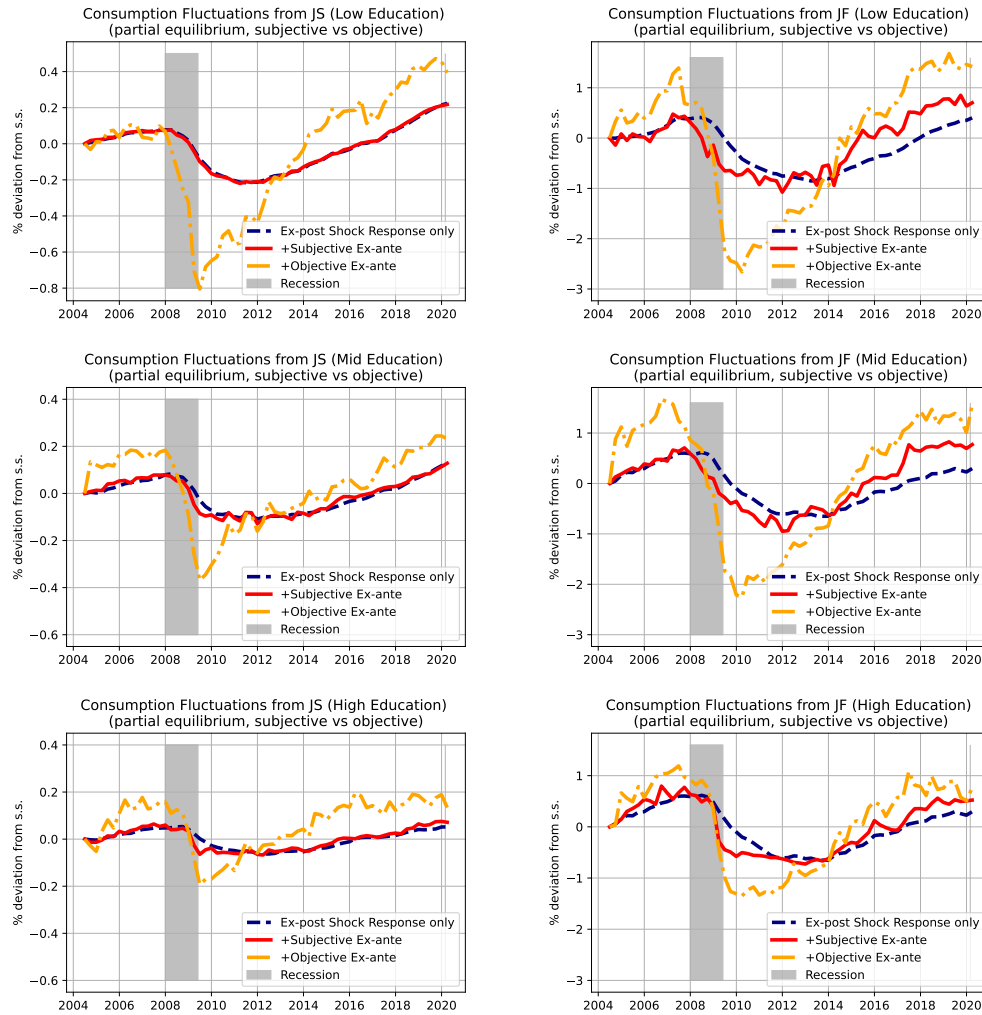 Consumption Fluctuations from JS (Low Education)
(partial equilibrium, subjective vs objective)
% deviation from s.s.
0.4
0.2
0.0
−0.2
−0.4
−0.6
−0.8
Ex-post Shock Response only
+Subjective Ex-ante
+Objective Ex-ante
Recession
2004 2006 2008 2010 2012 2014 2016 2018 2020
Consumption Fluctuations from JF (Low Education)
(partial equilibrium, subjective vs objective)
% deviation from s.s.
1
0
−1
−2
−3
Ex-post Shock Response only
+Subjective Ex-ante
+Objective Ex-ante
Recession
2004 2006 2008 2010 2012 2014 2016 2018 2020
Consumption Fluctuations from JS (Mid Education)
(partial equilibrium, subjective vs objective)
% deviation from s.s.
0.4
0.2
0.0
−0.2
−0.4
−0.6
Ex-post Shock Response only
+Subjective Ex-ante
+Objective Ex-ante
Recession
2004 2006 2008 2010 2012 2014 2016 2018 2020
Consumption Fluctuations from JF (Mid Education)
(partial equilibrium, subjective vs objective)
% deviation from s.s.
1
0
−1
−2
−3
Ex-post Shock Response only
+Subjective Ex-ante
+Objective Ex-ante
Recession
2004 2006 2008 2010 2012 2014 2016 2018 2020
Consumption Fluctuations from JS (High Education)
(partial equilibrium, subjective vs objective)
% deviation from s.s.
0.4
0.2
0.0
−0.2
−0.4
−0.6
Ex-post Shock Response only
+Subjective Ex-ante
+Objective Ex-ante
Recession
2004 2006 2008 2010 2012 2014 2016 2018 2020
Consumption Fluctuations from JF (High Education)
(partial equilibrium, subjective vs objective)
% deviation from s.s.
1
0
−1
−2
−3
Ex-post Shock Response only
+Subjective Ex-ante
+Objective Ex-ante
Recession
2004 2006 2008 2010 2012 2014 2016 2018 2020